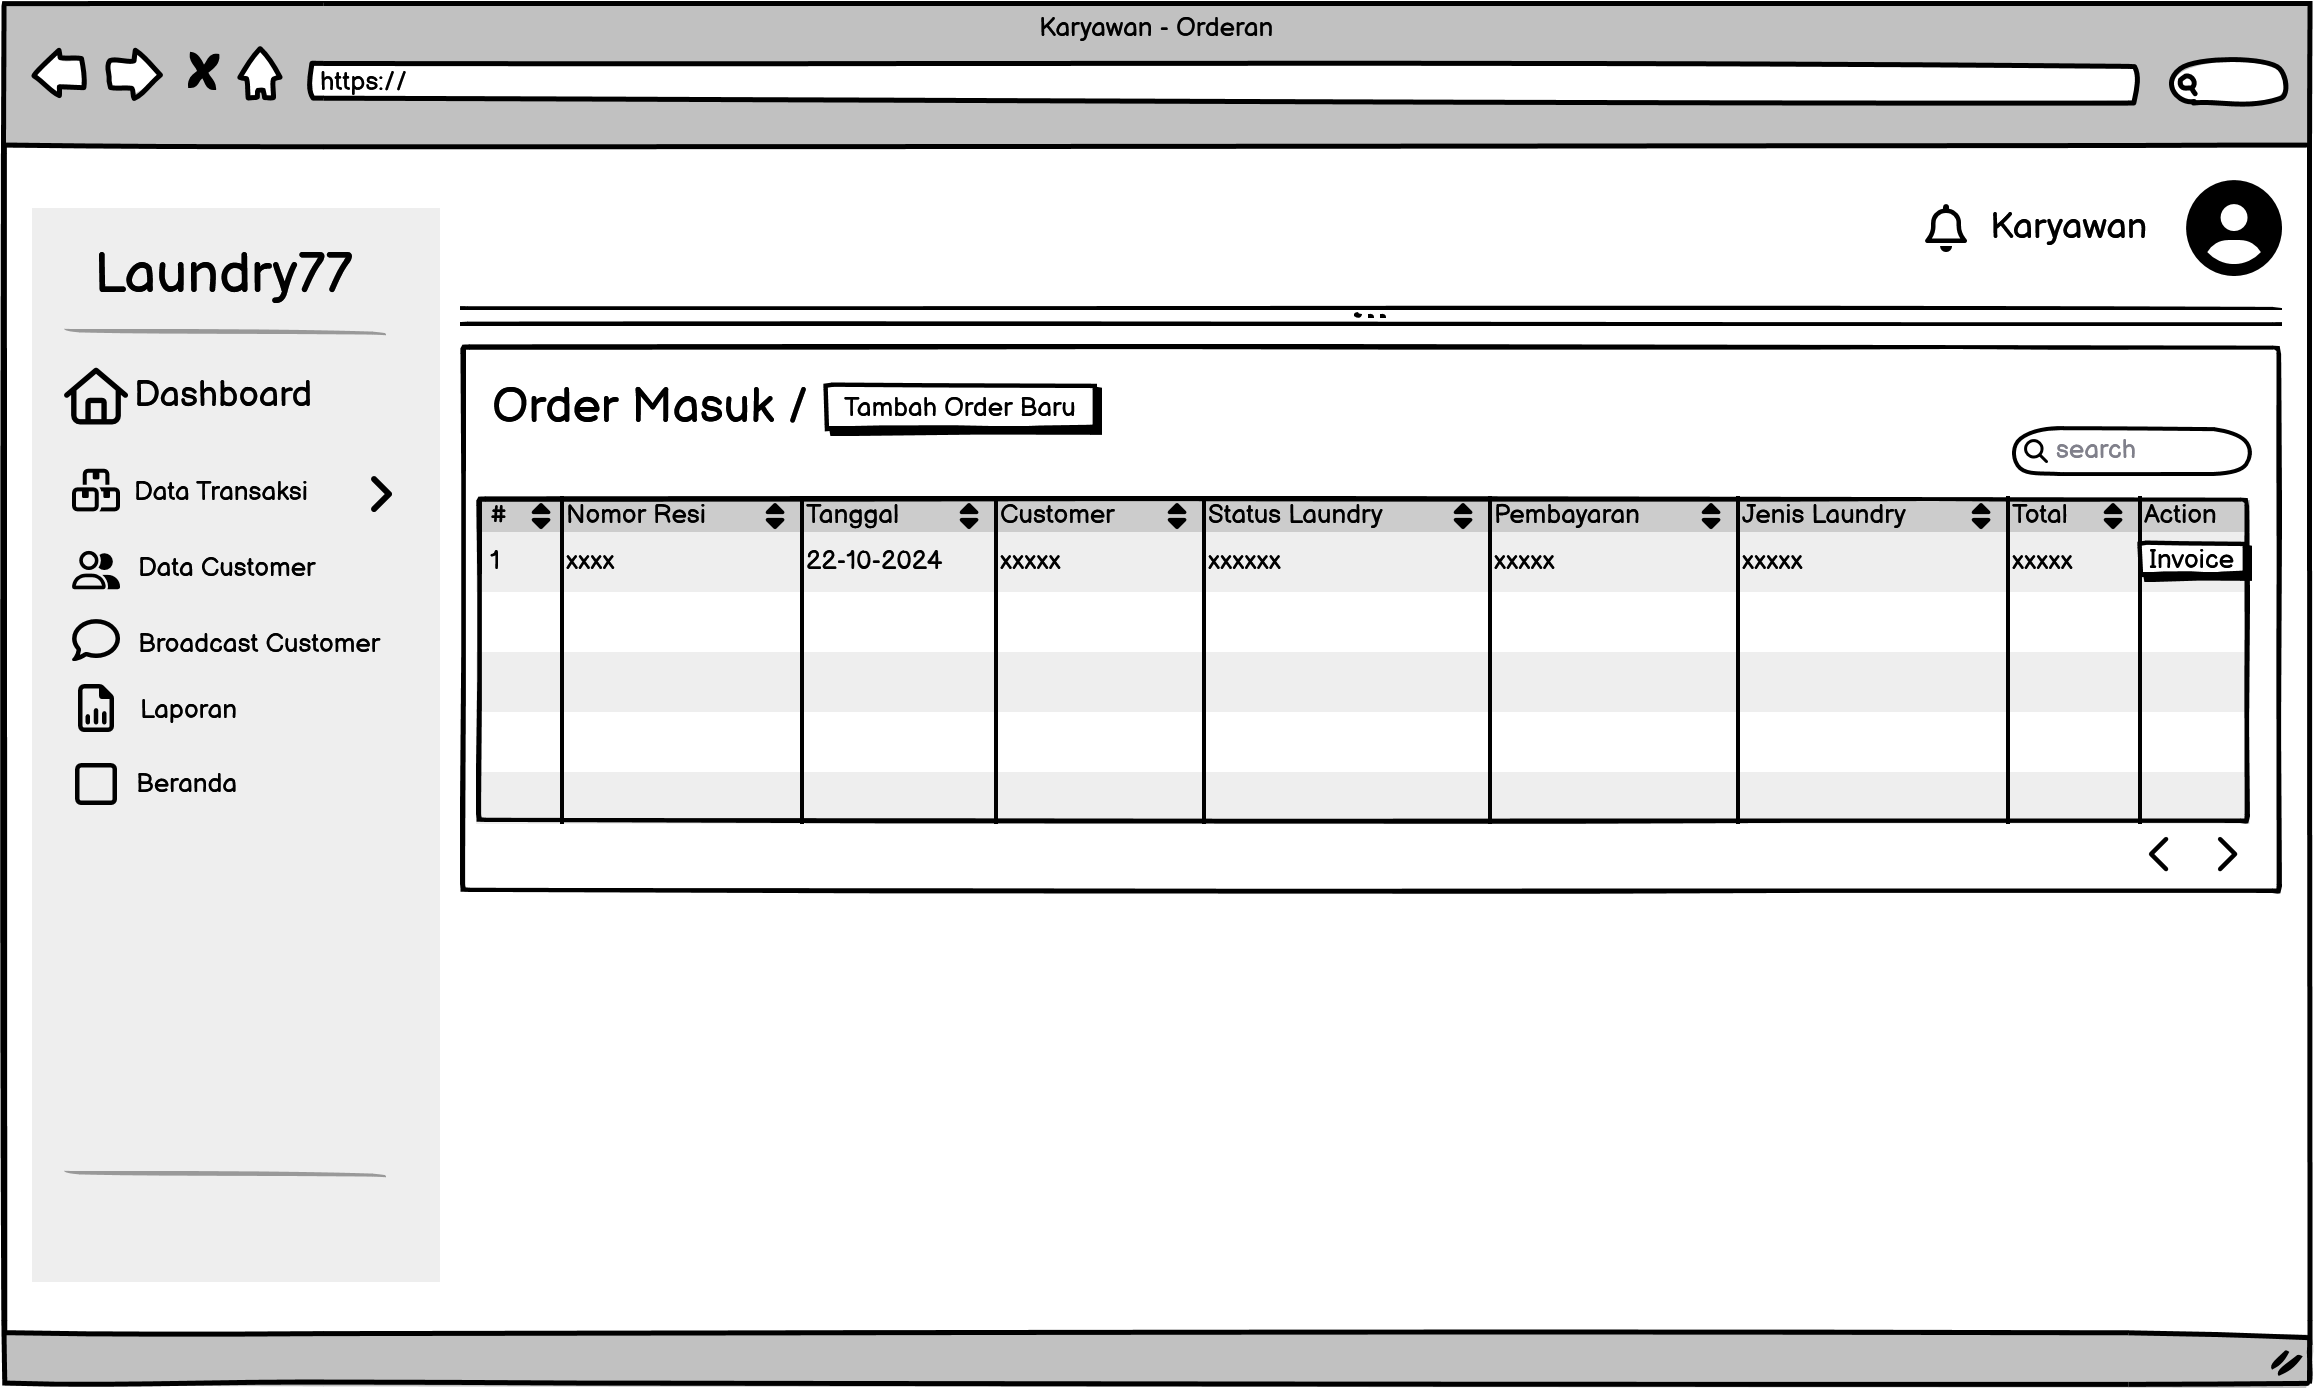 Karyawan - Orderan
https://
Karyawan
Laundry77
Dashboard
Data Transaksi
Data Customer
Broadcast Customer
Laporan
Beranda
Order Masuk / Tambah Order Baru
search
# Nomor Resi Tanggal Customer Status Laundry Pembayaran Jenis Laundry Total Action
1 xxxx 22-10-2024 xxxxx xxxxxx xxxxx xxxxx xxxxx Invoice